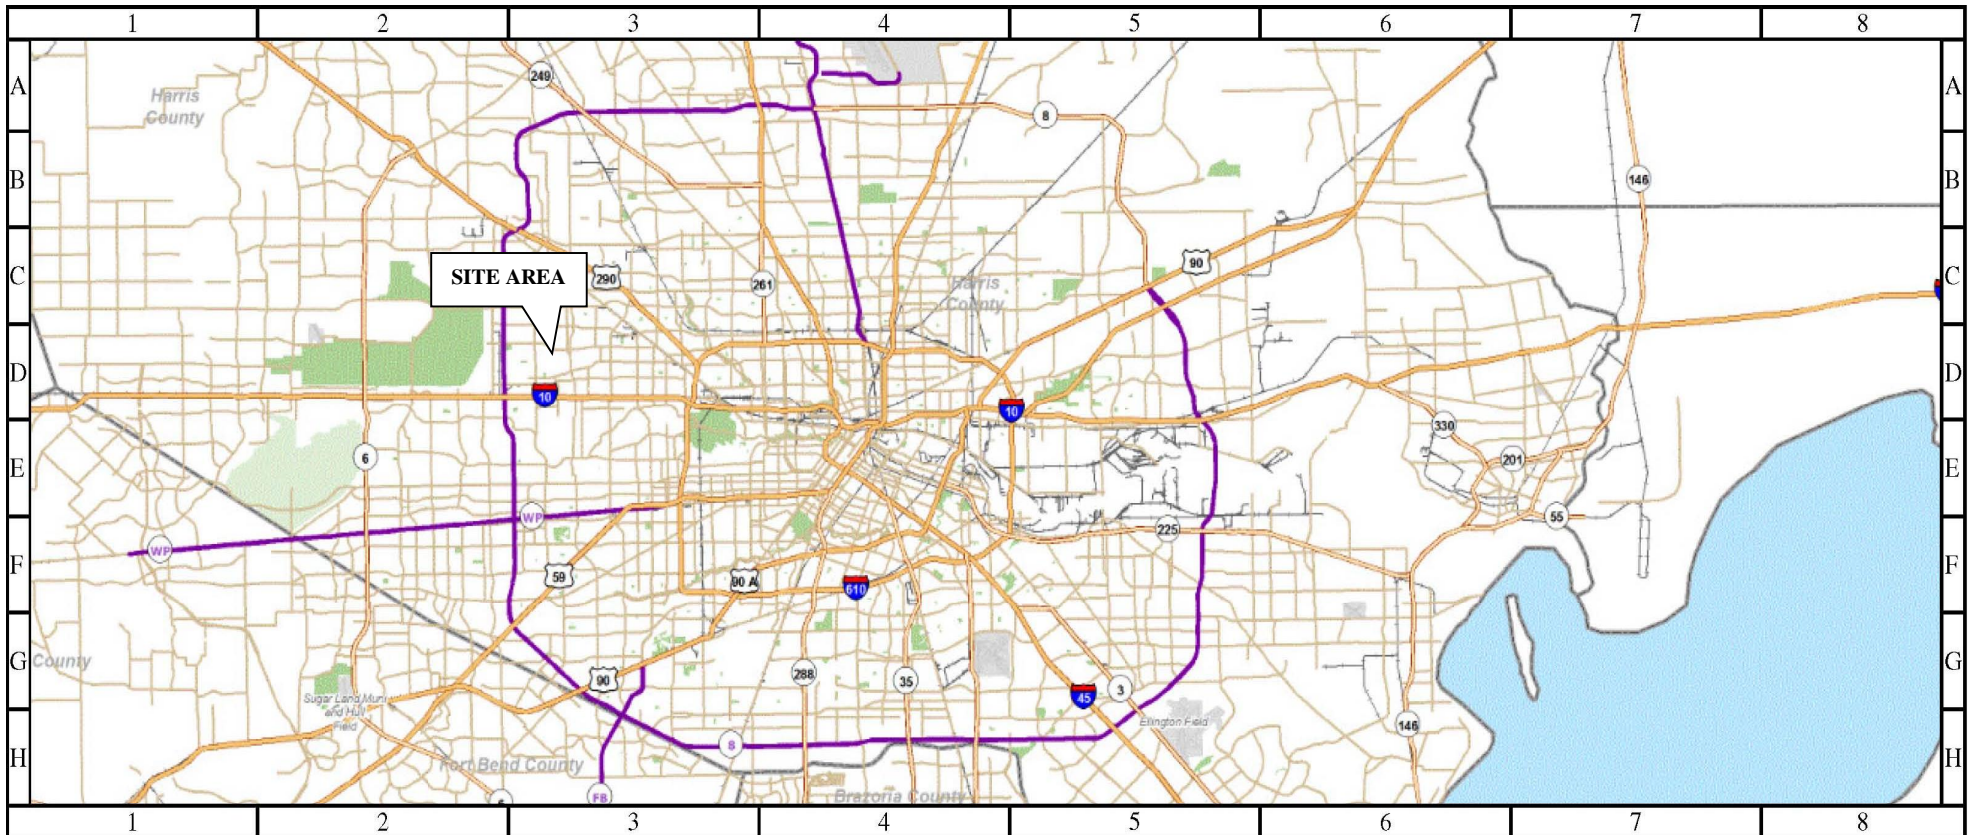 1 2 3 4 5 6 7 8
A A
249
Harris
County
8
B B
146
90
C C
SITE AREA
290
261
Harris
County
D D
10
10
330
E E
6
201
WP
55
225
WP
F F
59
90 A
610
G G
County
90
288
35
45
3
Sugar Land Muni
and Hull
Field
Ellington Field
146
8
H H
Fort Bend County
FB
Brazoria County
1 2 3 4 5 6 7 8